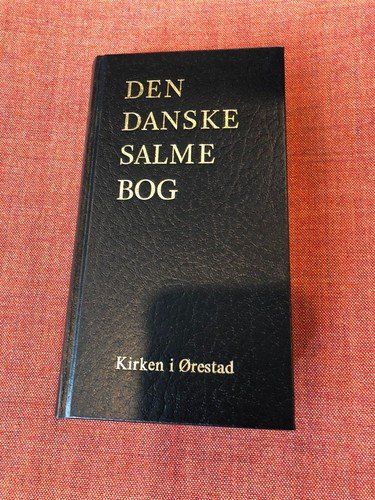 DEN
DANSKE
SALME
BOG
Kirken i Ørestad